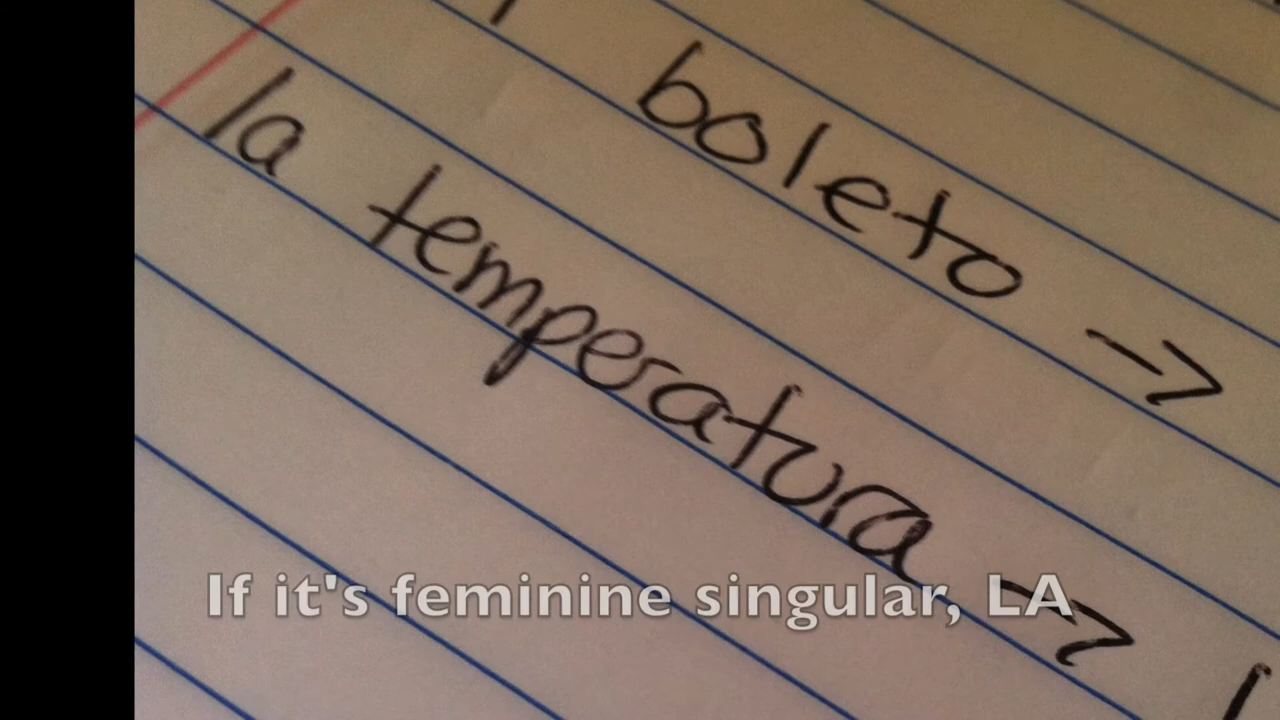 boleto →
la temperatura →
If it's feminine singular, LA